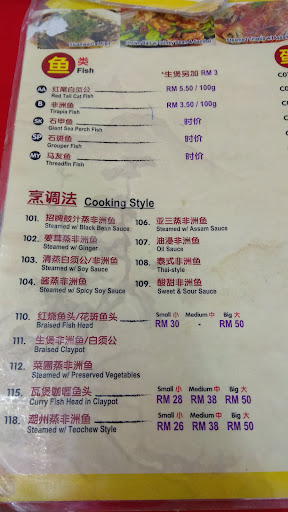 鱼 类
Fish
*生煲另加 RM 3
AA 红尾白须公 RM 5.50 / 100g
Red Tail Cat Fish
B 非洲鱼 RM 3.50 / 100g
Tirapia Fish
SK 石甲鱼 时价
Giant Sea Perch Fish
SP 石斑鱼 时价
Grouper Fish
MY 马友鱼 时价
Threadfin Fish
烹调法 Cooking Style
101. 招牌豉汁蒸非洲鱼
Steamed w/ Black Bean Sauce
102. 姜茸蒸非洲鱼
Steamed w/ Ginger
103. 清蒸白须公/非洲鱼
Steamed w/ Soy Sauce
104. 酱蒸非洲鱼
Steamed w/ Spicy Soy Sauce
106. 亚三蒸非洲鱼
Steamed w/ Assam Sauce
107. 油浸非洲鱼
Oil Sauce
108. 泰式非洲鱼
Thai-style
109. 酸甜非洲鱼
Sweet & Sour Sauce
110. 红烧鱼头/花斑鱼头 Small 小 Medium 中 Big 大
Braised Fish Head RM 30 - RM 50
111. 生煲非洲鱼/白须公
Braised Claypot
112. 菜圃蒸非洲鱼
Steamed w/ Preserved Vegetables
115. 瓦煲咖喱鱼头 Small 小 Medium 中 Big 大
Curry Fish Head in Claypot RM 28 RM 38 RM 50
118. 潮州蒸非洲鱼 Small 小 Medium 中 Big 大
Steamed w/ Teochew Style RM 26 RM 38 RM 50